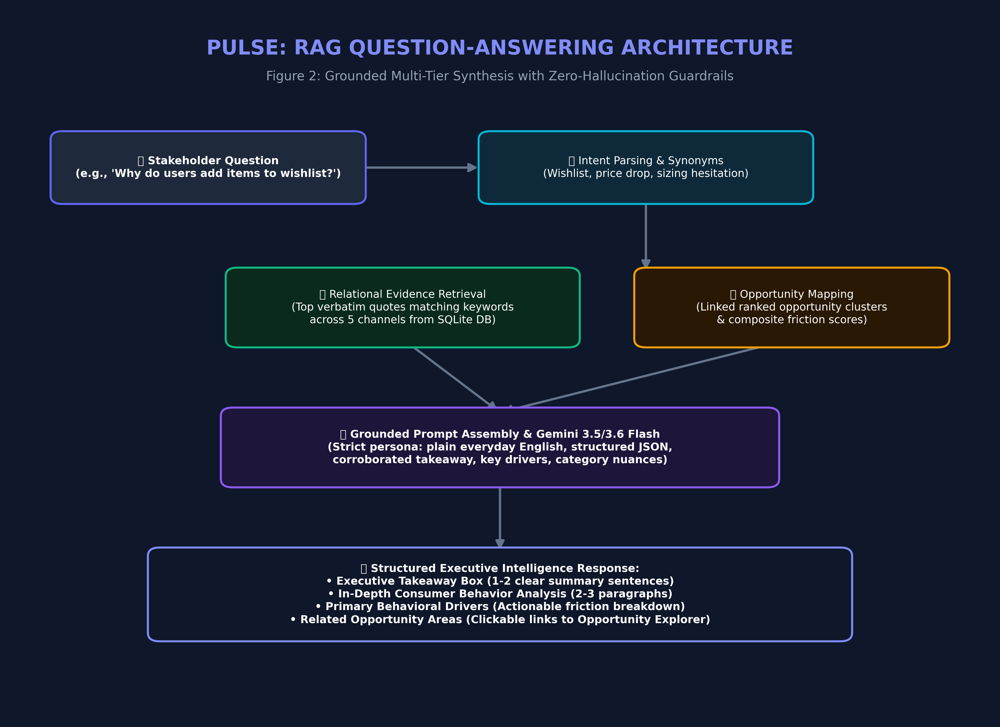 PULSE: RAG QUESTION-ANSWERING ARCHITECTURE
Figure 2: Grounded Multi-Tier Synthesis with Zero-Hallucination Guardrails
Stakeholder Question
(e.g., 'Why do users add items to wishlist?')
Intent Parsing & Synonyms
(Wishlist, price drop, sizing hesitation)
Relational Evidence Retrieval
(Top verbatim quotes matching keywords
across 5 channels from SQLite DB)
Opportunity Mapping
(Linked ranked opportunity clusters
& composite friction scores)
Grounded Prompt Assembly & Gemini 3.5/3.6 Flash
(Strict persona: plain everyday English, structured JSON,
corroborated takeaway, key drivers, category nuances)
Structured Executive Intelligence Response:
• Executive Takeaway Box (1-2 clear summary sentences)
• In-Depth Consumer Behavior Analysis (2-3 paragraphs)
• Primary Behavioral Drivers (Actionable friction breakdown)
• Related Opportunity Areas (Clickable links to Opportunity Explorer)